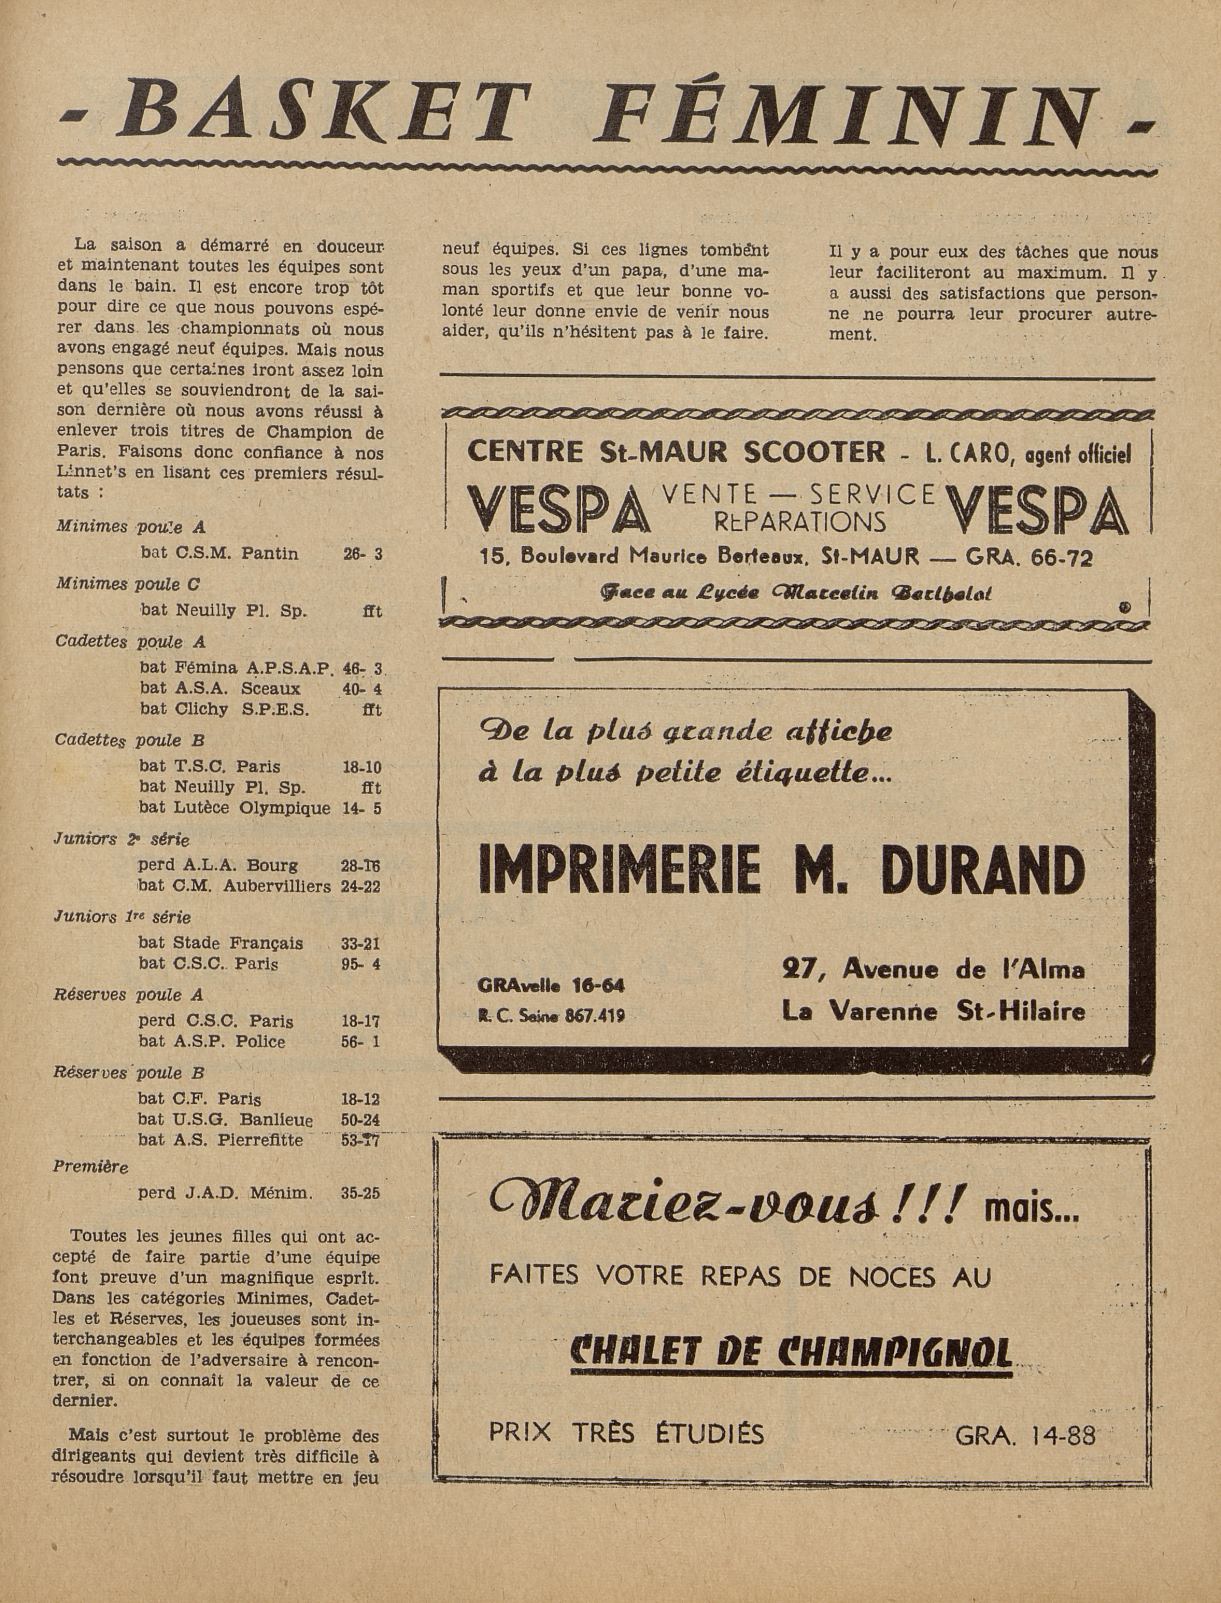 - BASKET FÉMININ -
La saison a démarré en douceur
et maintenant toutes les équipes sont
dans le bain. Il est encore trop tôt
pour dire ce que nous pouvons espé-
rer dans les championnats où nous
avons engagé neuf équipes. Mais nous
pensons que certaines iront assez loin
et qu'elles se souviendront de la sai-
son dernière où nous avons réussi à
enlever trois titres de Champion de
Paris. Faisons donc confiance à nos
Linnet's en lisant ces premiers résul-
tats :
Minimes poule A
bat C.S.M. Pantin 26- 3
Minimes poule C
bat Neuilly Pl. Sp. fft
Cadettes poule A
bat Fémina A.P.S.A.P. 46- 3
bat A.S.A. Sceaux 40- 4
bat Clichy S.P.E.S. fft
Cadettes poule B
bat T.S.C. Paris 18-10
bat Neuilly Pl. Sp. fft
bat Lutèce Olympique 14- 5
Juniors 2e série
perd A.L.A. Bourg 28-16
bat C.M. Aubervilliers 24-22
Juniors 1re série
bat Stade Français 33-21
bat C.S.C. Paris 95- 4
Réserves poule A
perd C.S.C. Paris 18-17
bat A.S.P. Police 56- 1
Réserves poule B
bat C.F. Paris 18-12
bat U.S.G. Banlieue 50-24
bat A.S. Pierrefitte 53-17
Première
perd J.A.D. Ménim. 35-25
Toutes les jeunes filles qui ont ac-
cepté de faire partie d'une équipe
font preuve d'un magnifique esprit.
Dans les catégories Minimes, Cadet-
les et Réserves, les joueuses sont in-
terchangeables et les équipes formées
en fonction de l'adversaire à rencon-
trer, si on connaît la valeur de ce
dernier.
Mais c'est surtout le problème des
dirigeants qui devient très difficile à
résoudre lorsqu'il faut mettre en jeu
neuf équipes. Si ces lignes tombent
sous les yeux d'un papa, d'une ma-
man sportifs et que leur bonne vo-
lonté leur donne envie de venir nous
aider, qu'ils n'hésitent pas à le faire.
Il y a pour eux des tâches que nous
leur faciliteront au maximum. Il y
a aussi des satisfactions que person-
ne ne pourra leur procurer autre-
ment.
CENTRE St-MAUR SCOOTER - L. CARO, agent officiel
VESPA VENTE — SERVICE VESPA
REPARATIONS
15, Boulevard Maurice Berteaux, St-MAUR — GRA. 66-72
Face au Lycée Marcelin Berthelot
De la plus grande affiche
à la plus petite étiquette...
IMPRIMERIE M. DURAND
GRAvelle 16-64
R. C. Seine 867.419
27, Avenue de l'Alma
La Varenne St-Hilaire
Mariez-vous !!! mais...
FAITES VOTRE REPAS DE NOCES AU
CHALET DE CHAMPIGNOL
PRIX TRÈS ÉTUDIÉS GRA. 14-88